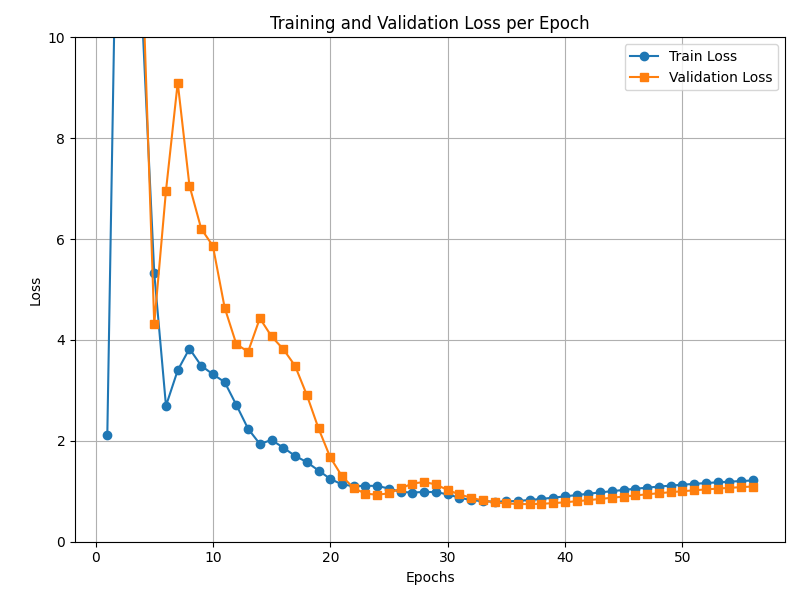 Training and Validation Loss per Epoch
Train Loss
Validation Loss
10
8
6
4
2
0
Loss
0 10 20 30 40 50
Epochs